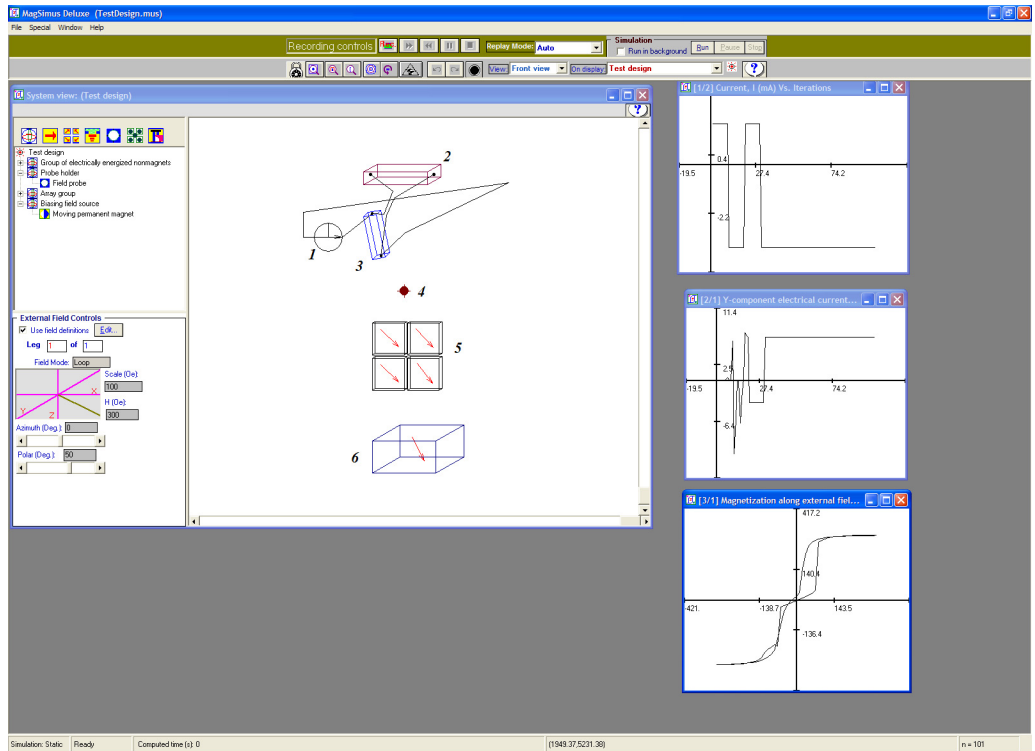 MagSimus Deluxe (TestDesign.mus)
File Special Window Help
Recording controls
Rec
Replay Mode: Auto
Simulation
Run in background
Run Pause Stop
View Front view On display: Test design
System view: (Test design)
Test design
Group of electrically energized nonmagnets
Probe holder
Field probe
Array group
Biasing field source
Moving permanent magnet
External Field Controls
Use field definitions Edit...
Leg 1 of 1
Field Mode: Loop
Scale (Oe):
100
H (Oe):
300
X
Y
Z
Azimuth (Deg.): 0
Polar (Deg.): 50
1
2
3
4
5
6
[1/2] Current, I (mA) Vs. Iterations
0.4
-19.5 27.4 74.2
-2.2
[2/1] Y-component electrical current...
11.4
2.5
-19.5 27.4 74.2
-6.4
[3/1] Magnetization along external fiel...
417.2
140.4
-421. -138.7 143.5
-136.4
Simulation: Static Ready Computed time (s): 0 (1949.37,5231.38) n = 101